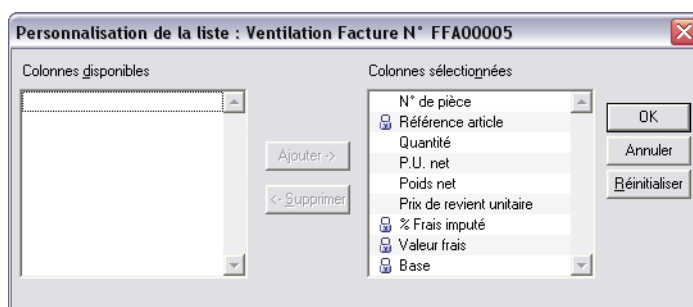 Personnalisation de la liste : Ventilation Facture N° FFA00005
Colonnes disponibles
Colonnes sélectionnées
N° de pièce
Référence article
Quantité
P.U. net
Poids net
Prix de revient unitaire
% Frais imputé
Valeur frais
Base
Ajouter ->
<- Supprimer
OK
Annuler
Réinitialiser